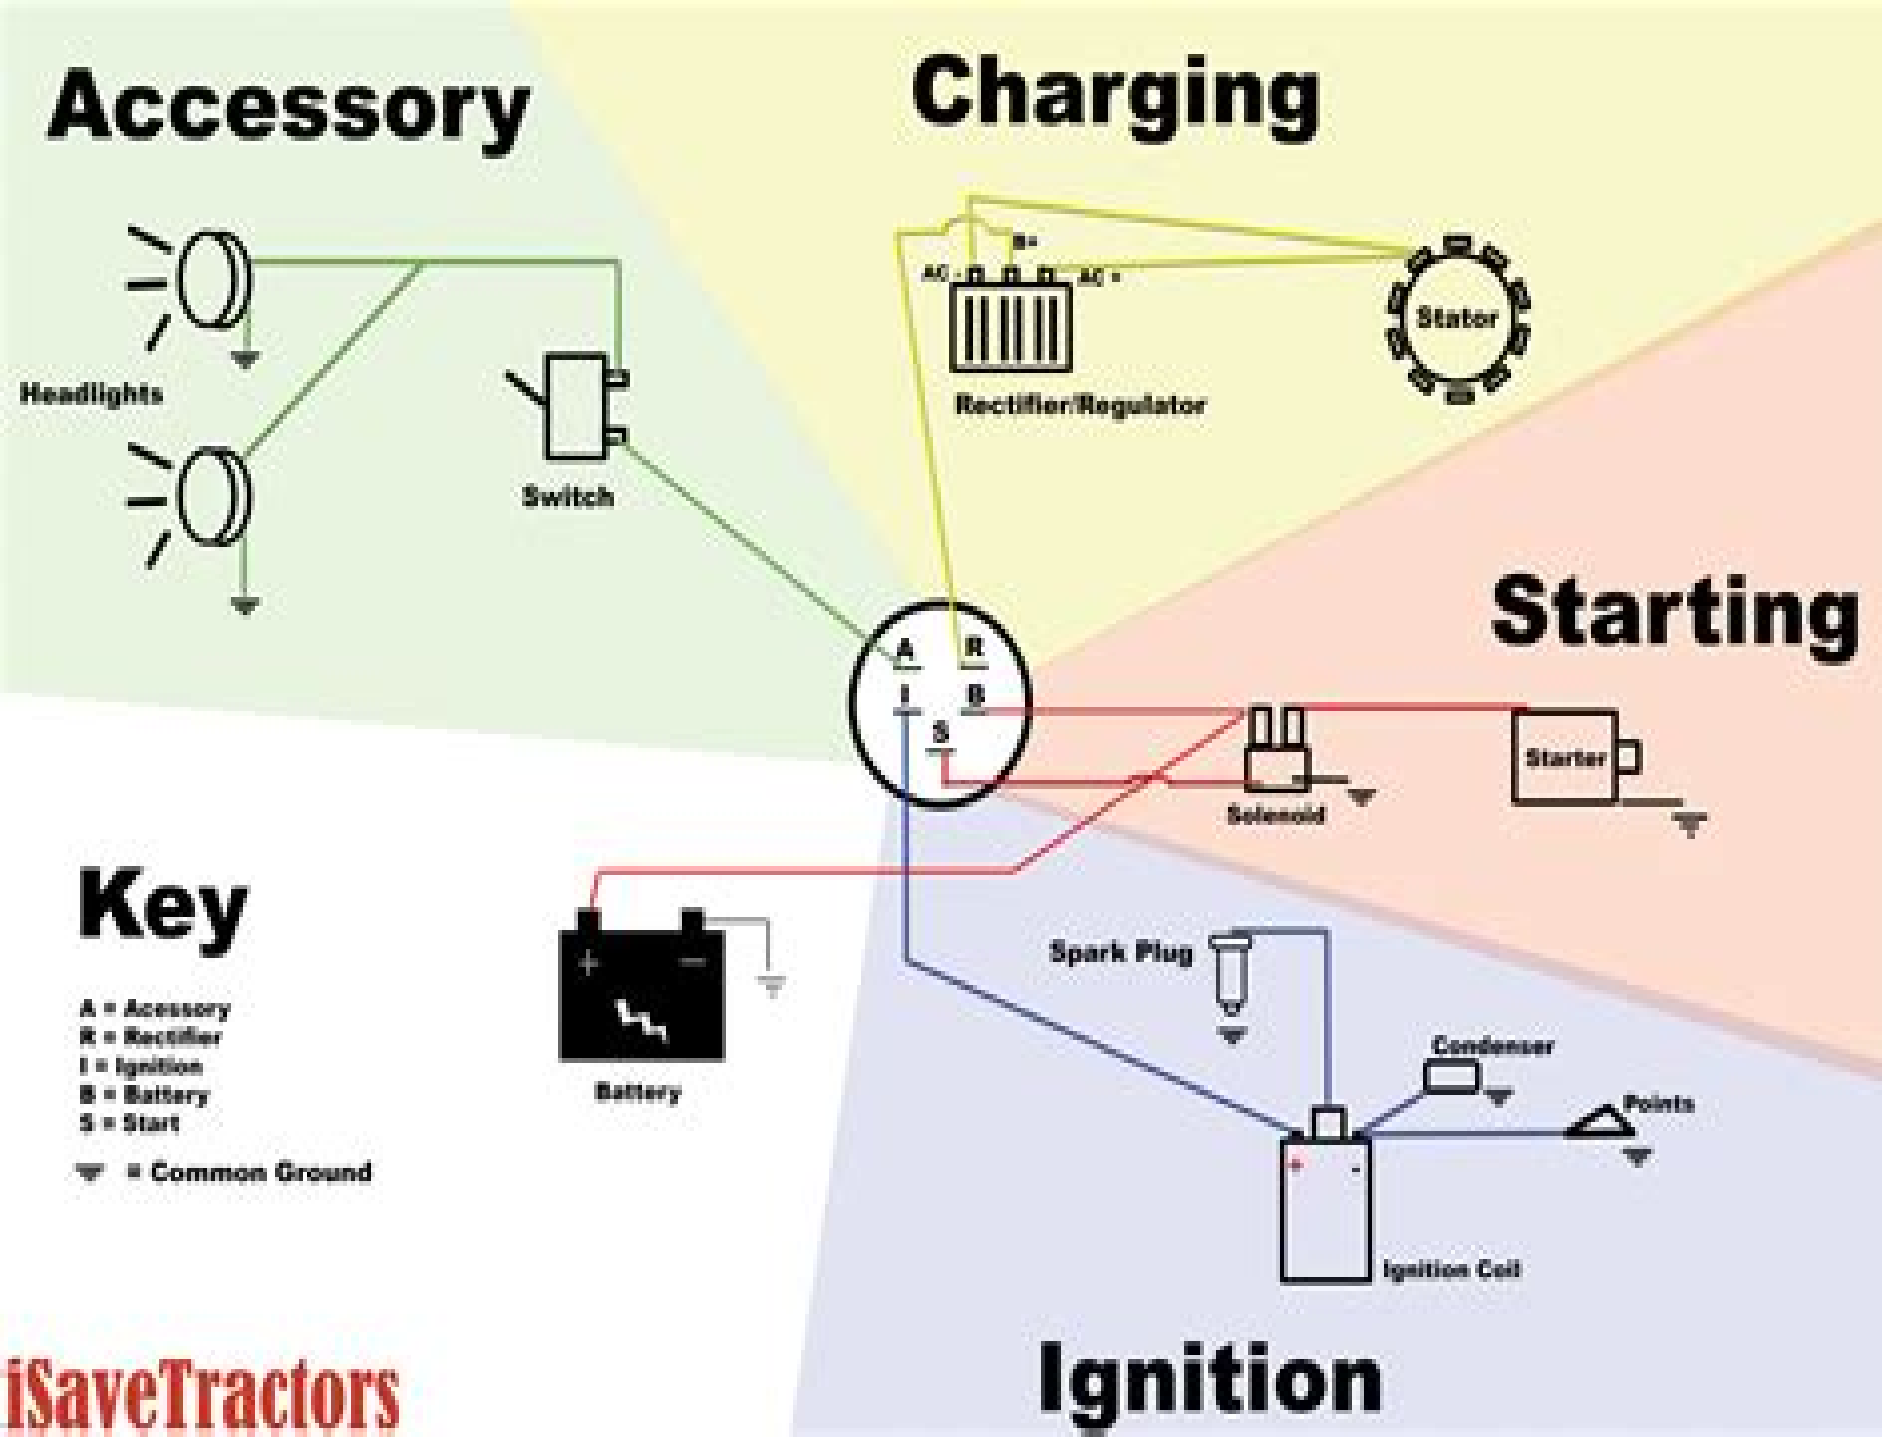 Accessory
Charging
B+
AC -
AC +
Stator
Headlights
Rectifier/Regulator
Switch
Starting
A
R
I
B
S
Starter
Solenoid
Key
+
-
Spark Plug
A = Acessory
R = Rectifier
I = Ignition
B = Battery
S = Start
= Common Ground
Battery
Condenser
Points
+
-
Ignition Coil
Ignition
iSaveTractors